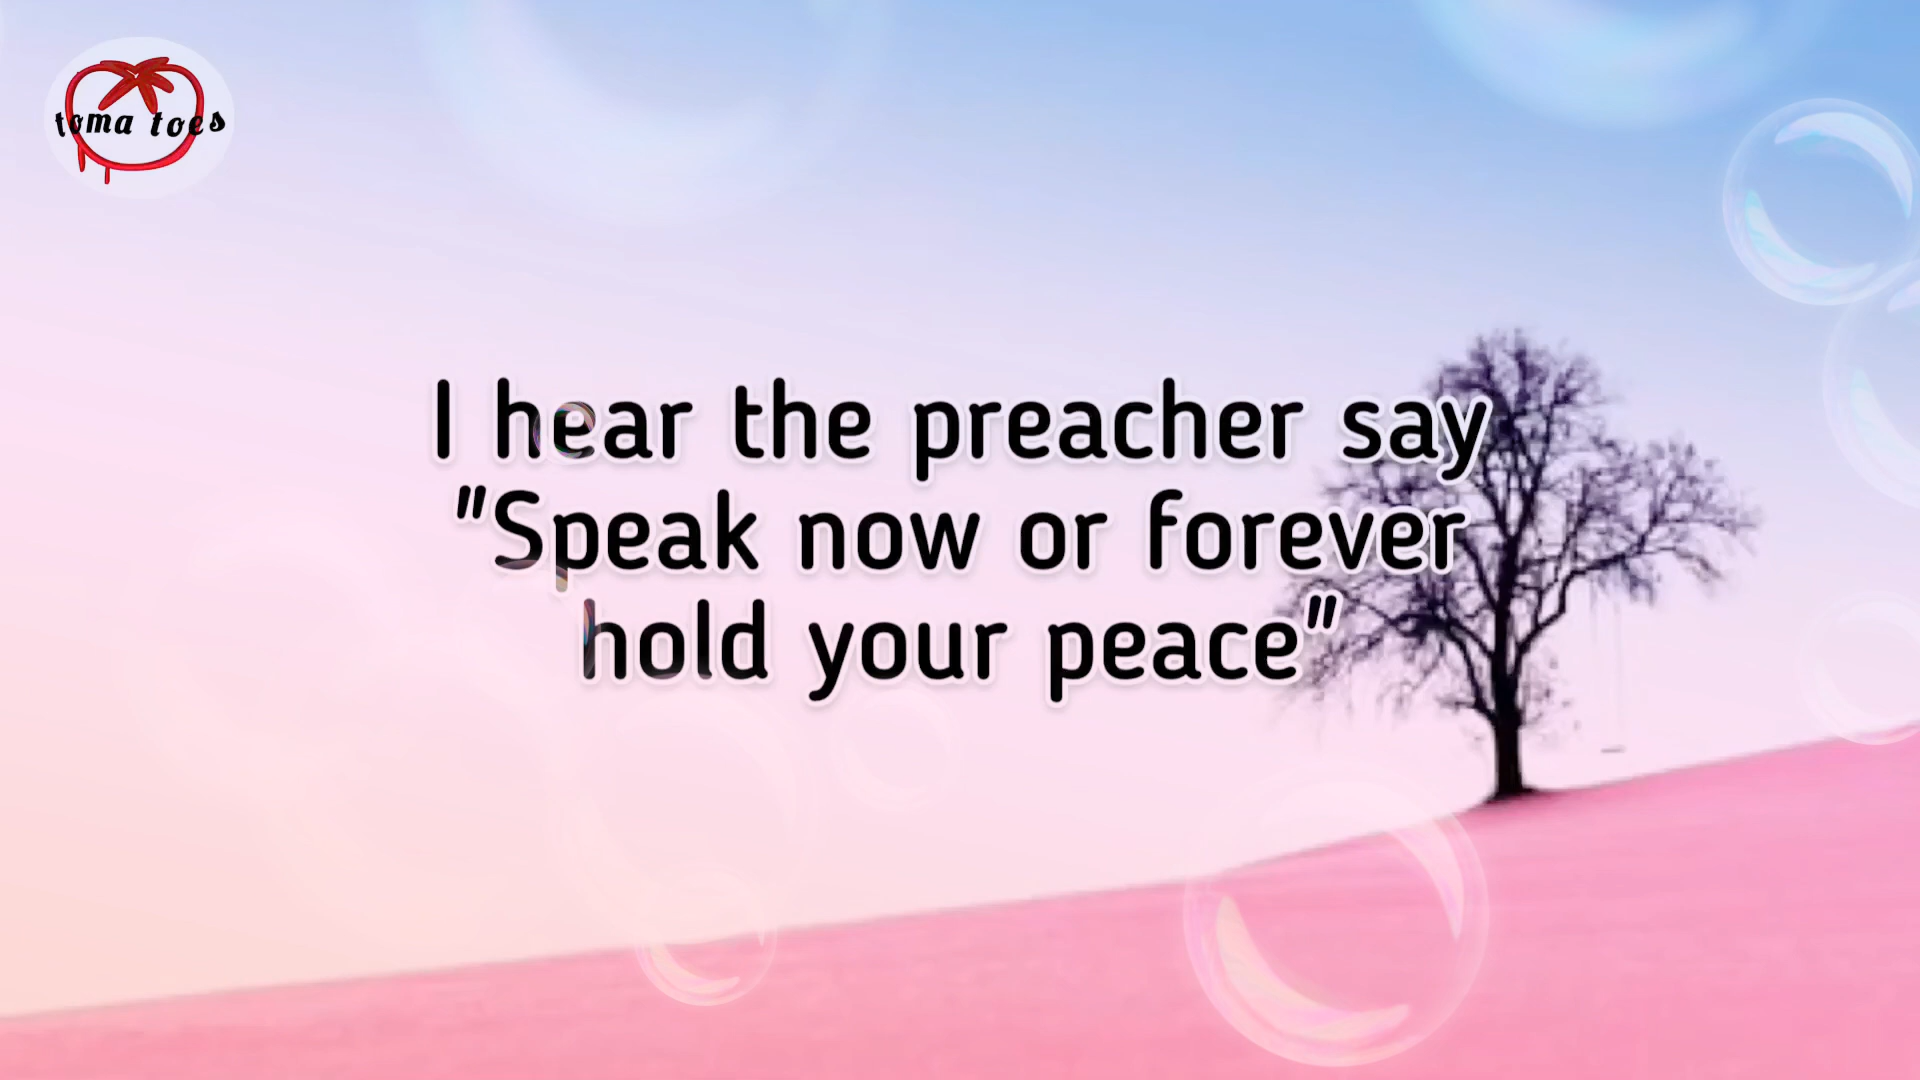 toma toes
I hear the preacher say
"Speak now or forever
hold your peace"